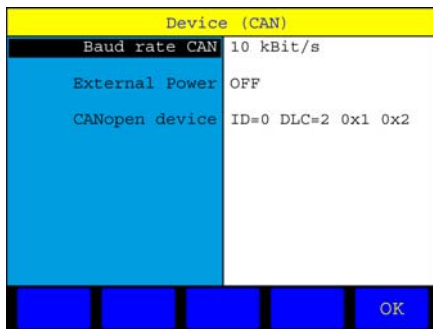 Device (CAN)
Baud rate CAN 10 kBit/s
External Power OFF
CANopen device ID=0 DLC=2 0x1 0x2
OK